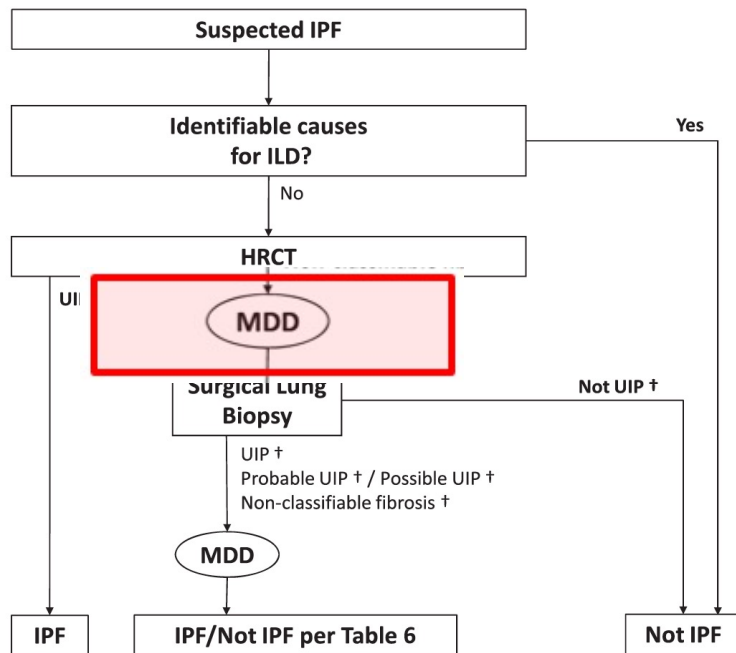 Suspected IPF
Identifiable causes
for ILD?
Yes
No
HRCT
MDD
Surgical Lung
Biopsy
Not UIP †
UIP †
Probable UIP † / Possible UIP †
Non-classifiable fibrosis †
MDD
IPF
IPF/Not IPF per Table 6
Not IPF